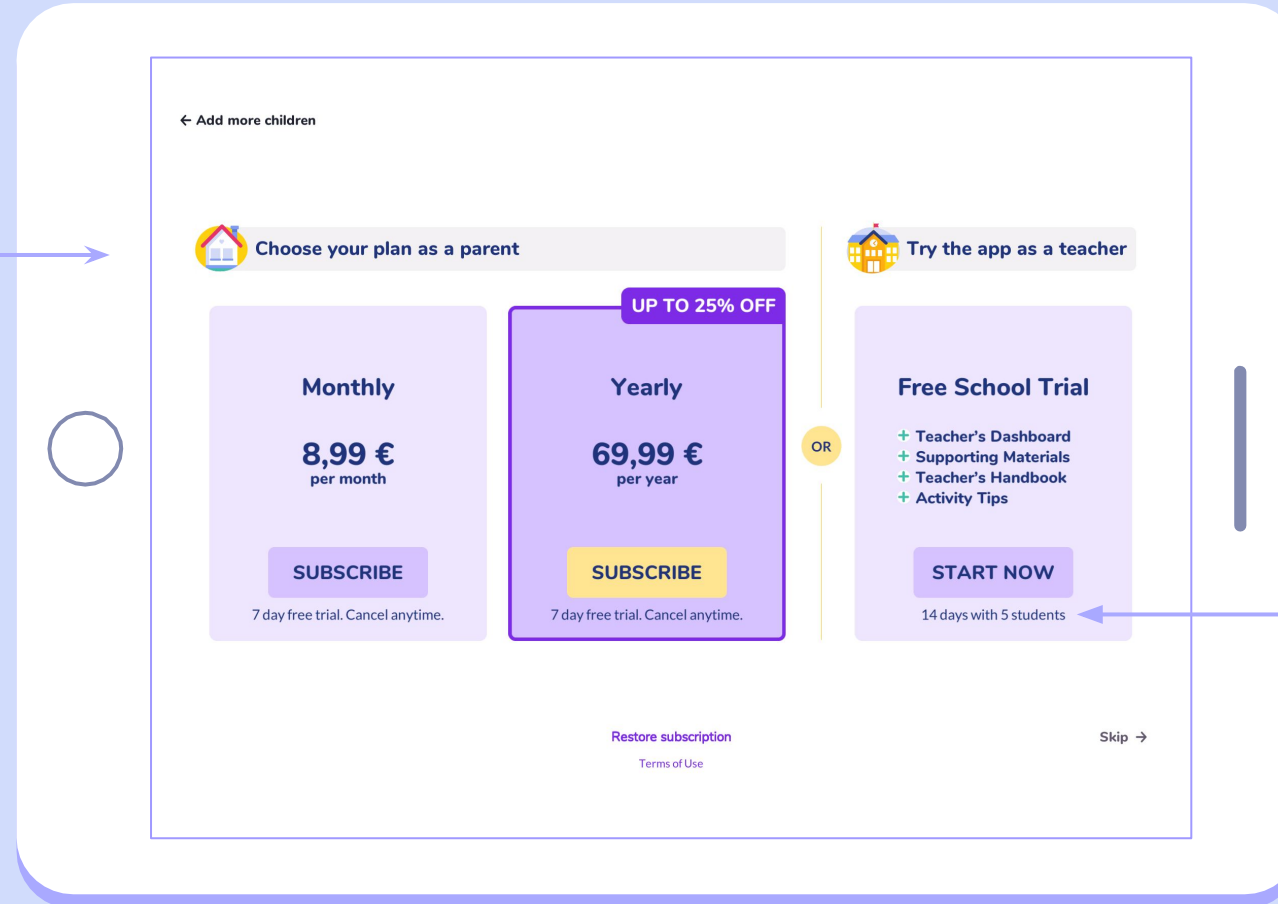 ← Add more children
Choose your plan as a parent
Monthly
8,99 €
per month
SUBSCRIBE
7 day free trial. Cancel anytime.
UP TO 25% OFF
Yearly
69,99 €
per year
SUBSCRIBE
7 day free trial. Cancel anytime.
OR
Try the app as a teacher
Free School Trial
+ Teacher's Dashboard
+ Supporting Materials
+ Teacher's Handbook
+ Activity Tips
START NOW
14 days with 5 students
Restore subscription
Terms of Use
Skip →